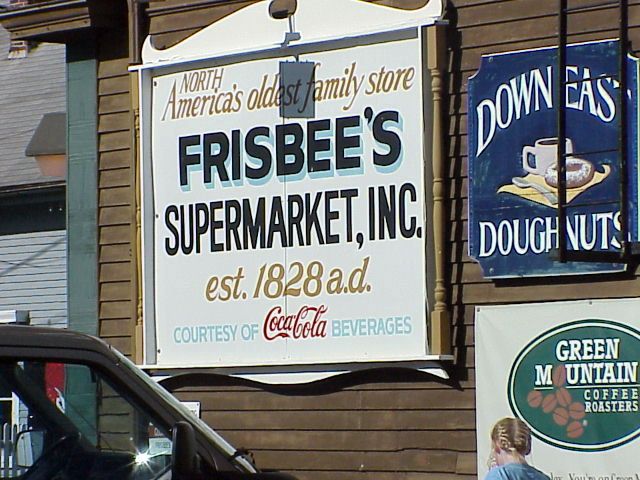 NORTH
America's oldest family store
FRISBEE'S
SUPERMARKET, INC.
est. 1828 a.d.
COURTESY OF Coca-Cola BEVERAGES
DOWN EAST
DOUGHNUTS
GREEN
MOUNTAIN
COFFEE
ROASTERS